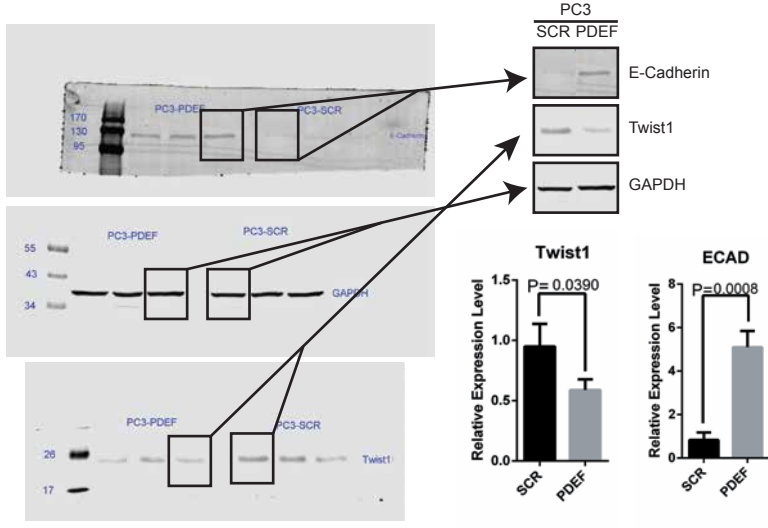 PC3
SCR PDEF
E-Cadherin
Twist1
GAPDH
PC3-PDEF
PC3-SCR
170
130
95
E-Cadherin
PC3-PDEF
PC3-SCR
55
43
34
GAPDH
PC3-PDEF
PC3-SCR
26
17
Twist1
Twist1
Relative Expression Level
1.5
1.0
0.5
0.0
P= 0.0390
SCR
PDEF
ECAD
Relative Expression Level
8
6
4
2
0
P=0.0008
SCR
PDEF